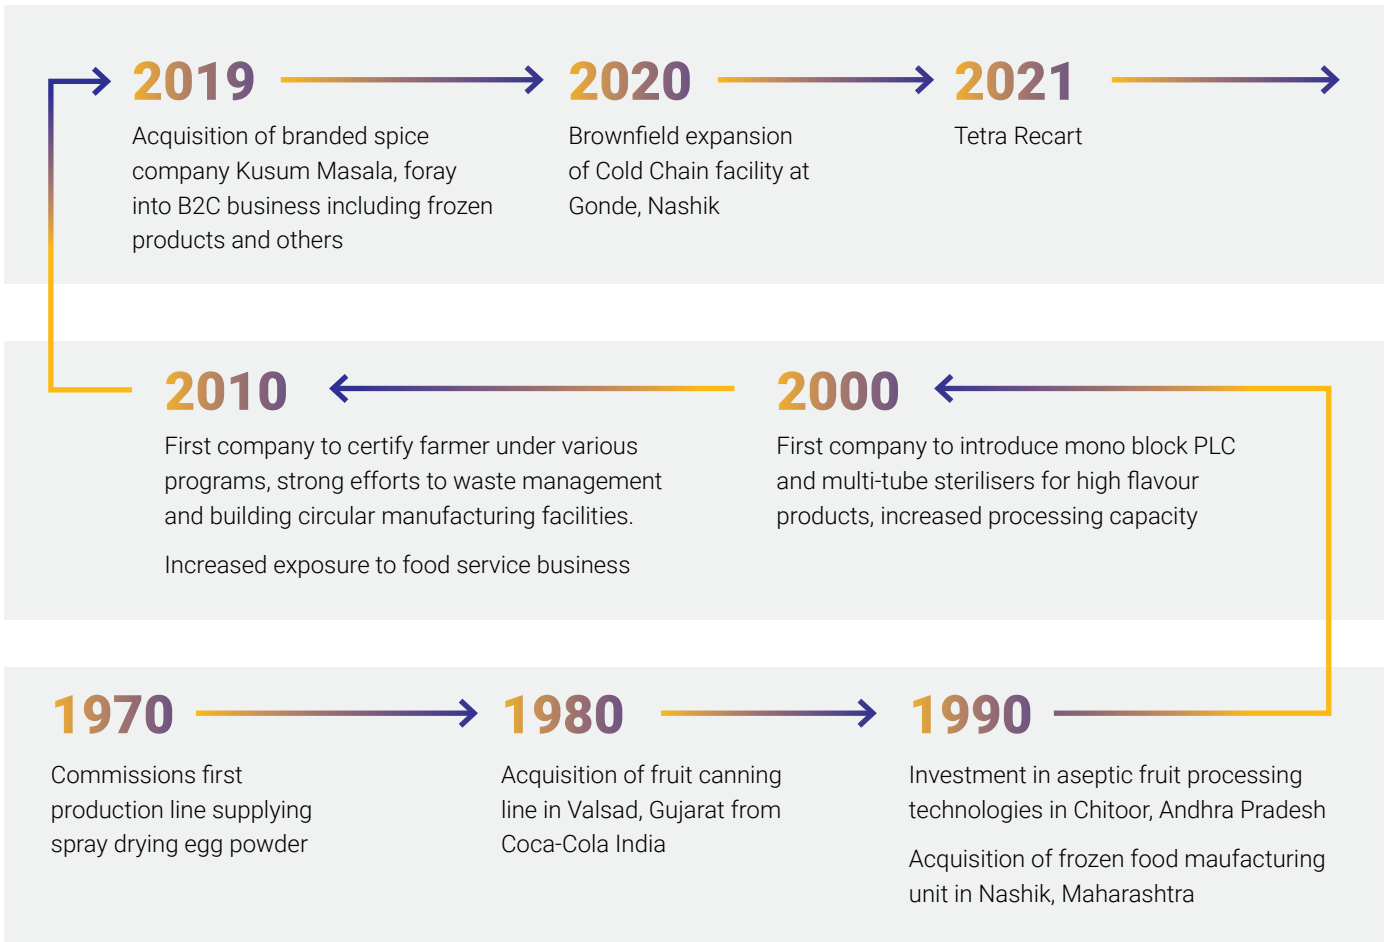 2019
Acquisition of branded spice
company Kusum Masala, foray
into B2C business including frozen
products and others
2020
Brownfield expansion
of Cold Chain facility at
Gonde, Nashik
2021
Tetra Recart
2010
First company to certify farmer under various
programs, strong efforts to waste management
and building circular manufacturing facilities.
Increased exposure to food service business
2000
First company to introduce mono block PLC
and multi-tube sterilisers for high flavour
products, increased processing capacity
1970
Commissions first
production line supplying
spray drying egg powder
1980
Acquisition of fruit canning
line in Valsad, Gujarat from
Coca-Cola India
1990
Investment in aseptic fruit processing
technologies in Chitoor, Andhra Pradesh
Acquisition of frozen food maufacturing
unit in Nashik, Maharashtra